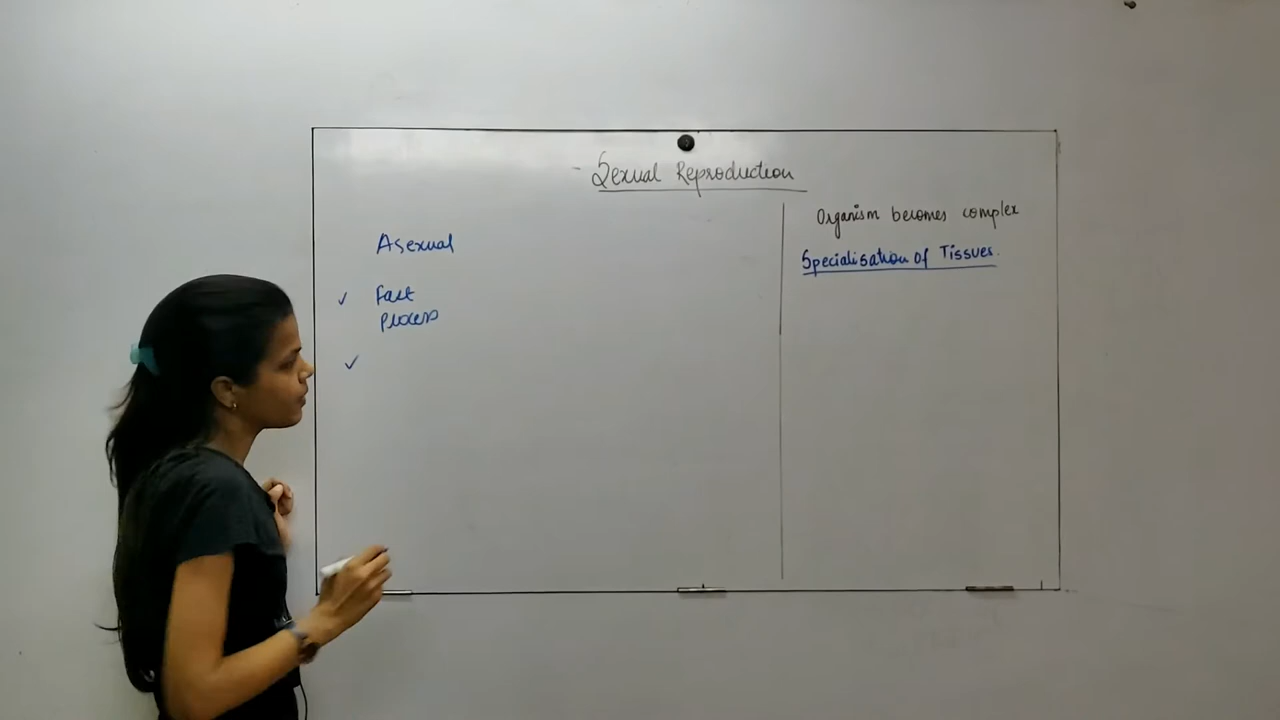 Sexual Reproduction
Asexual
✓ Fast
Process
✓
Organism becomes complex
Specialisation of Tissues.